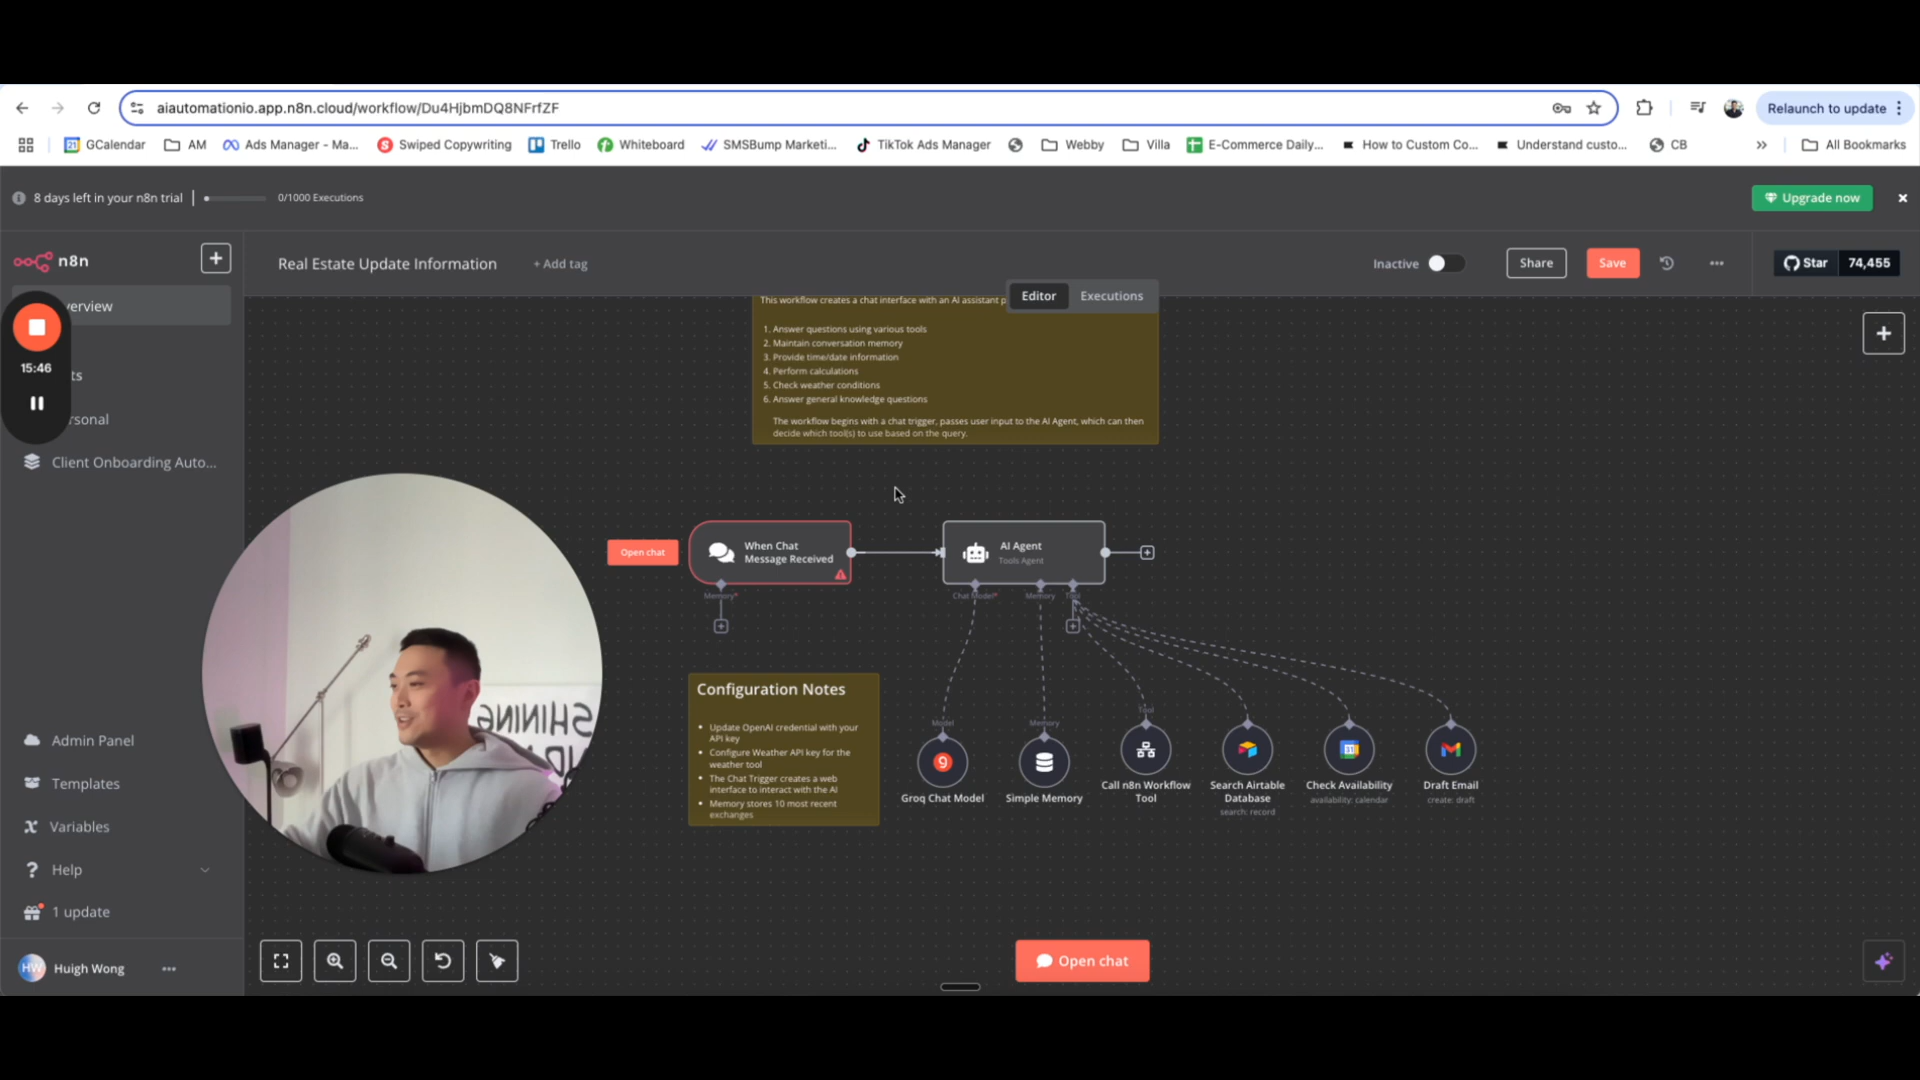 aiautomationio.app.n8n.cloud/workflow/Du4HjbmDQ8NFrfZF
Relaunch to update
GCalendar
AM
Ads Manager - Ma...
Swiped Copywriting
Trello
Whiteboard
SMSBump Marketi...
TikTok Ads Manager
Webby
Villa
E-Commerce Daily...
How to Custom Co...
Understand custo...
CB
All Bookmarks
8 days left in your n8n trial
0/1000 Executions
Upgrade now
n8n
Real Estate Update Information
+ Add tag
Inactive
Share
Save
Star
74,455
Editor
Executions
verview
ts
rsonal
Client Onboarding Auto...
15:46
This workflow creates a chat interface with an AI assistant p
1. Answer questions using various tools
2. Maintain conversation memory
3. Provide time/date information
4. Perform calculations
5. Check weather conditions
6. Answer general knowledge questions
The workflow begins with a chat trigger, passes user input to the AI Agent, which can then
decide which tool(s) to use based on the query.
Open chat
When Chat
Message Received
Memory*
AI Agent
Tools Agent
Chat Model*
Memory
Tool
Configuration Notes
• Update OpenAI credential with your
API key
• Configure Weather API key for the
weather tool
• The Chat Trigger creates a web
interface to interact with the AI
• Memory stores 10 most recent
exchanges
Model
Groq Chat Model
Memory
Simple Memory
Tool
Call n8n Workflow
Tool
Search Airtable
Database
search: record
Check Availability
availability: calendar
Draft Email
create: draft
SHINING
Admin Panel
Templates
Variables
Help
1 update
HW
Huigh Wong
Open chat